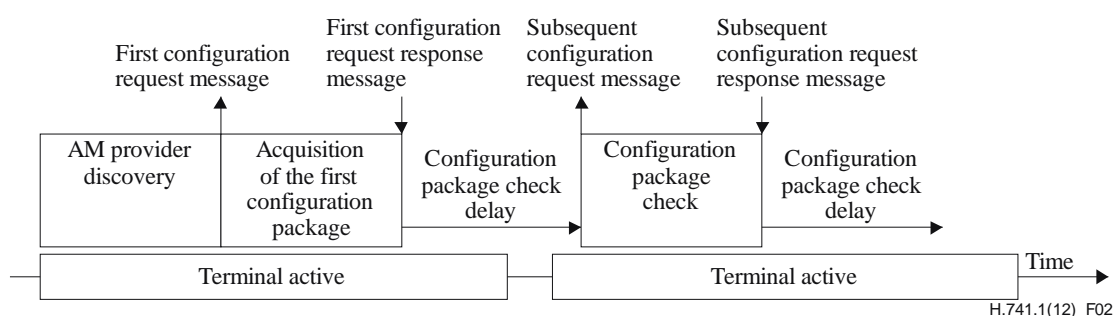 First configuration
request message
First configuration
request response
message
Subsequent
configuration
request message
Subsequent
configuration request
response message
AM provider
discovery
Acquisition
of the first
configuration
package
Configuration
package check
delay
Configuration
package
check
Configuration
package check
delay
Terminal active
Terminal active
Time
H.741.1(12)_F02